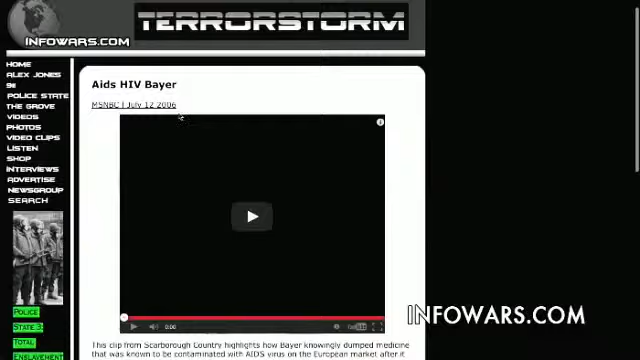 INFOWARS.COM
TERRORSTORM
HOME
ALEX JONES
911
POLICE STATE
THE GROVE
VIDEOS
PHOTOS
VIDEO CLIPS
LISTEN
SHOP
INTERVIEWS
ADVERTISE
NEWSGROUP
SEARCH
POLICE
STATE 3:
TOTAL
ENSLAVEMENT
Aids HIV Bayer
MSNBC | July 12 2006
0:00
This clip from Scarborough Country highlights how Bayer knowingly dumped medicine
that was known to be contaminated with AIDS virus on the European market after it
INFOWARS.COM